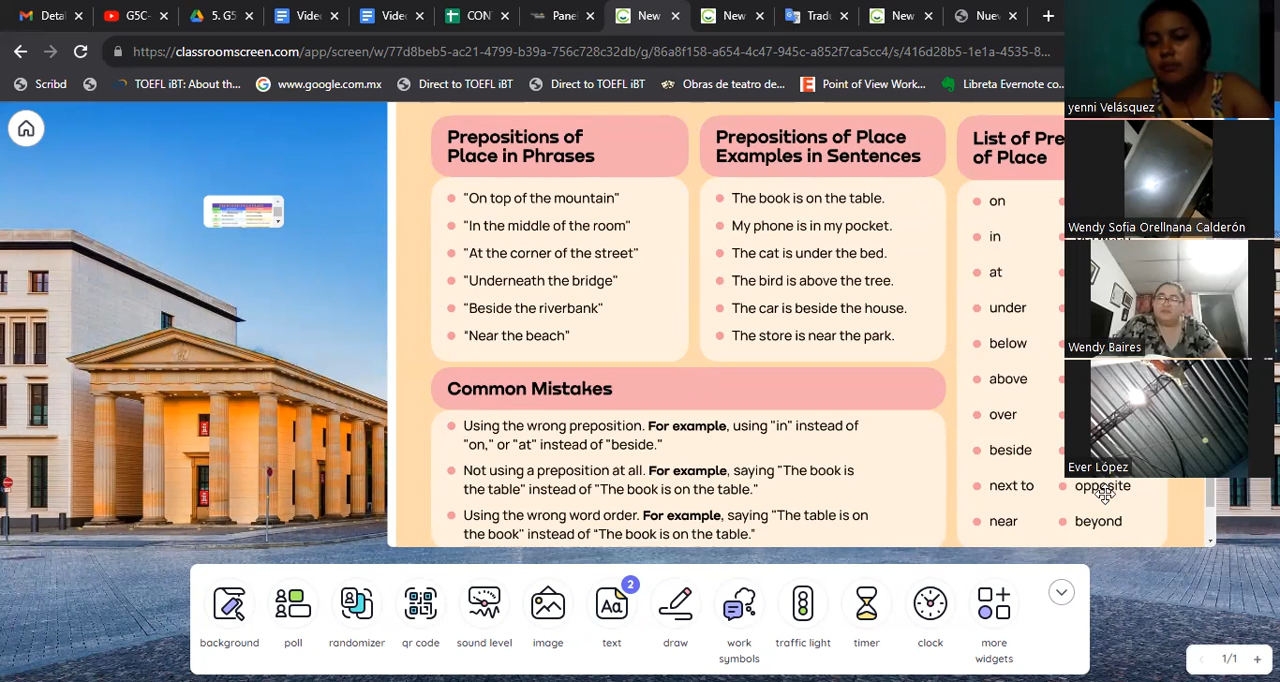 Detal
G5C-
5. G5
Video
Video
CON
Pane
New
New
Tradu
New
Nuev
https://classroomscreen.com/app/screen/w/77d8beb5-ac21-4799-b39a-756c728c32db/g/86a8f158-a654-4c47-945c-a852f7ca5cc4/s/416d28b5-1e1a-4535-8...
Scribd
TOEFL iBT: About th...
www.google.com.mx
Direct to TOEFL iBT
Direct to TOEFL iBT
Obras de teatro de...
Point of View Work...
Libreta Evernote co...
yenni Velásquez
Wendy Sofía Orellnana Calderón
Wendy Baires
Ever López
Prepositions of
Place in Phrases
"On top of the mountain"
"In the middle of the room"
"At the corner of the street"
"Underneath the bridge"
"Beside the riverbank"
"Near the beach"
Prepositions of Place
Examples in Sentences
The book is on the table.
My phone is in my pocket.
The cat is under the bed.
The bird is above the tree.
The car is beside the house.
The store is near the park.
List of Pre
of Place
on
in
at
under
below
above
over
beside
next to
near
opposite
beyond
Common Mistakes
Using the wrong preposition. For example, using "in" instead of
"on," or "at" instead of "beside."
Not using a preposition at all. For example, saying "The book is
the table" instead of "The book is on the table."
Using the wrong word order. For example, saying "The table is on
the book" instead of "The book is on the table."
background
poll
randomizer
qr code
sound level
image
Aa
2
text
draw
work
symbols
traffic light
timer
clock
more
widgets
1/1